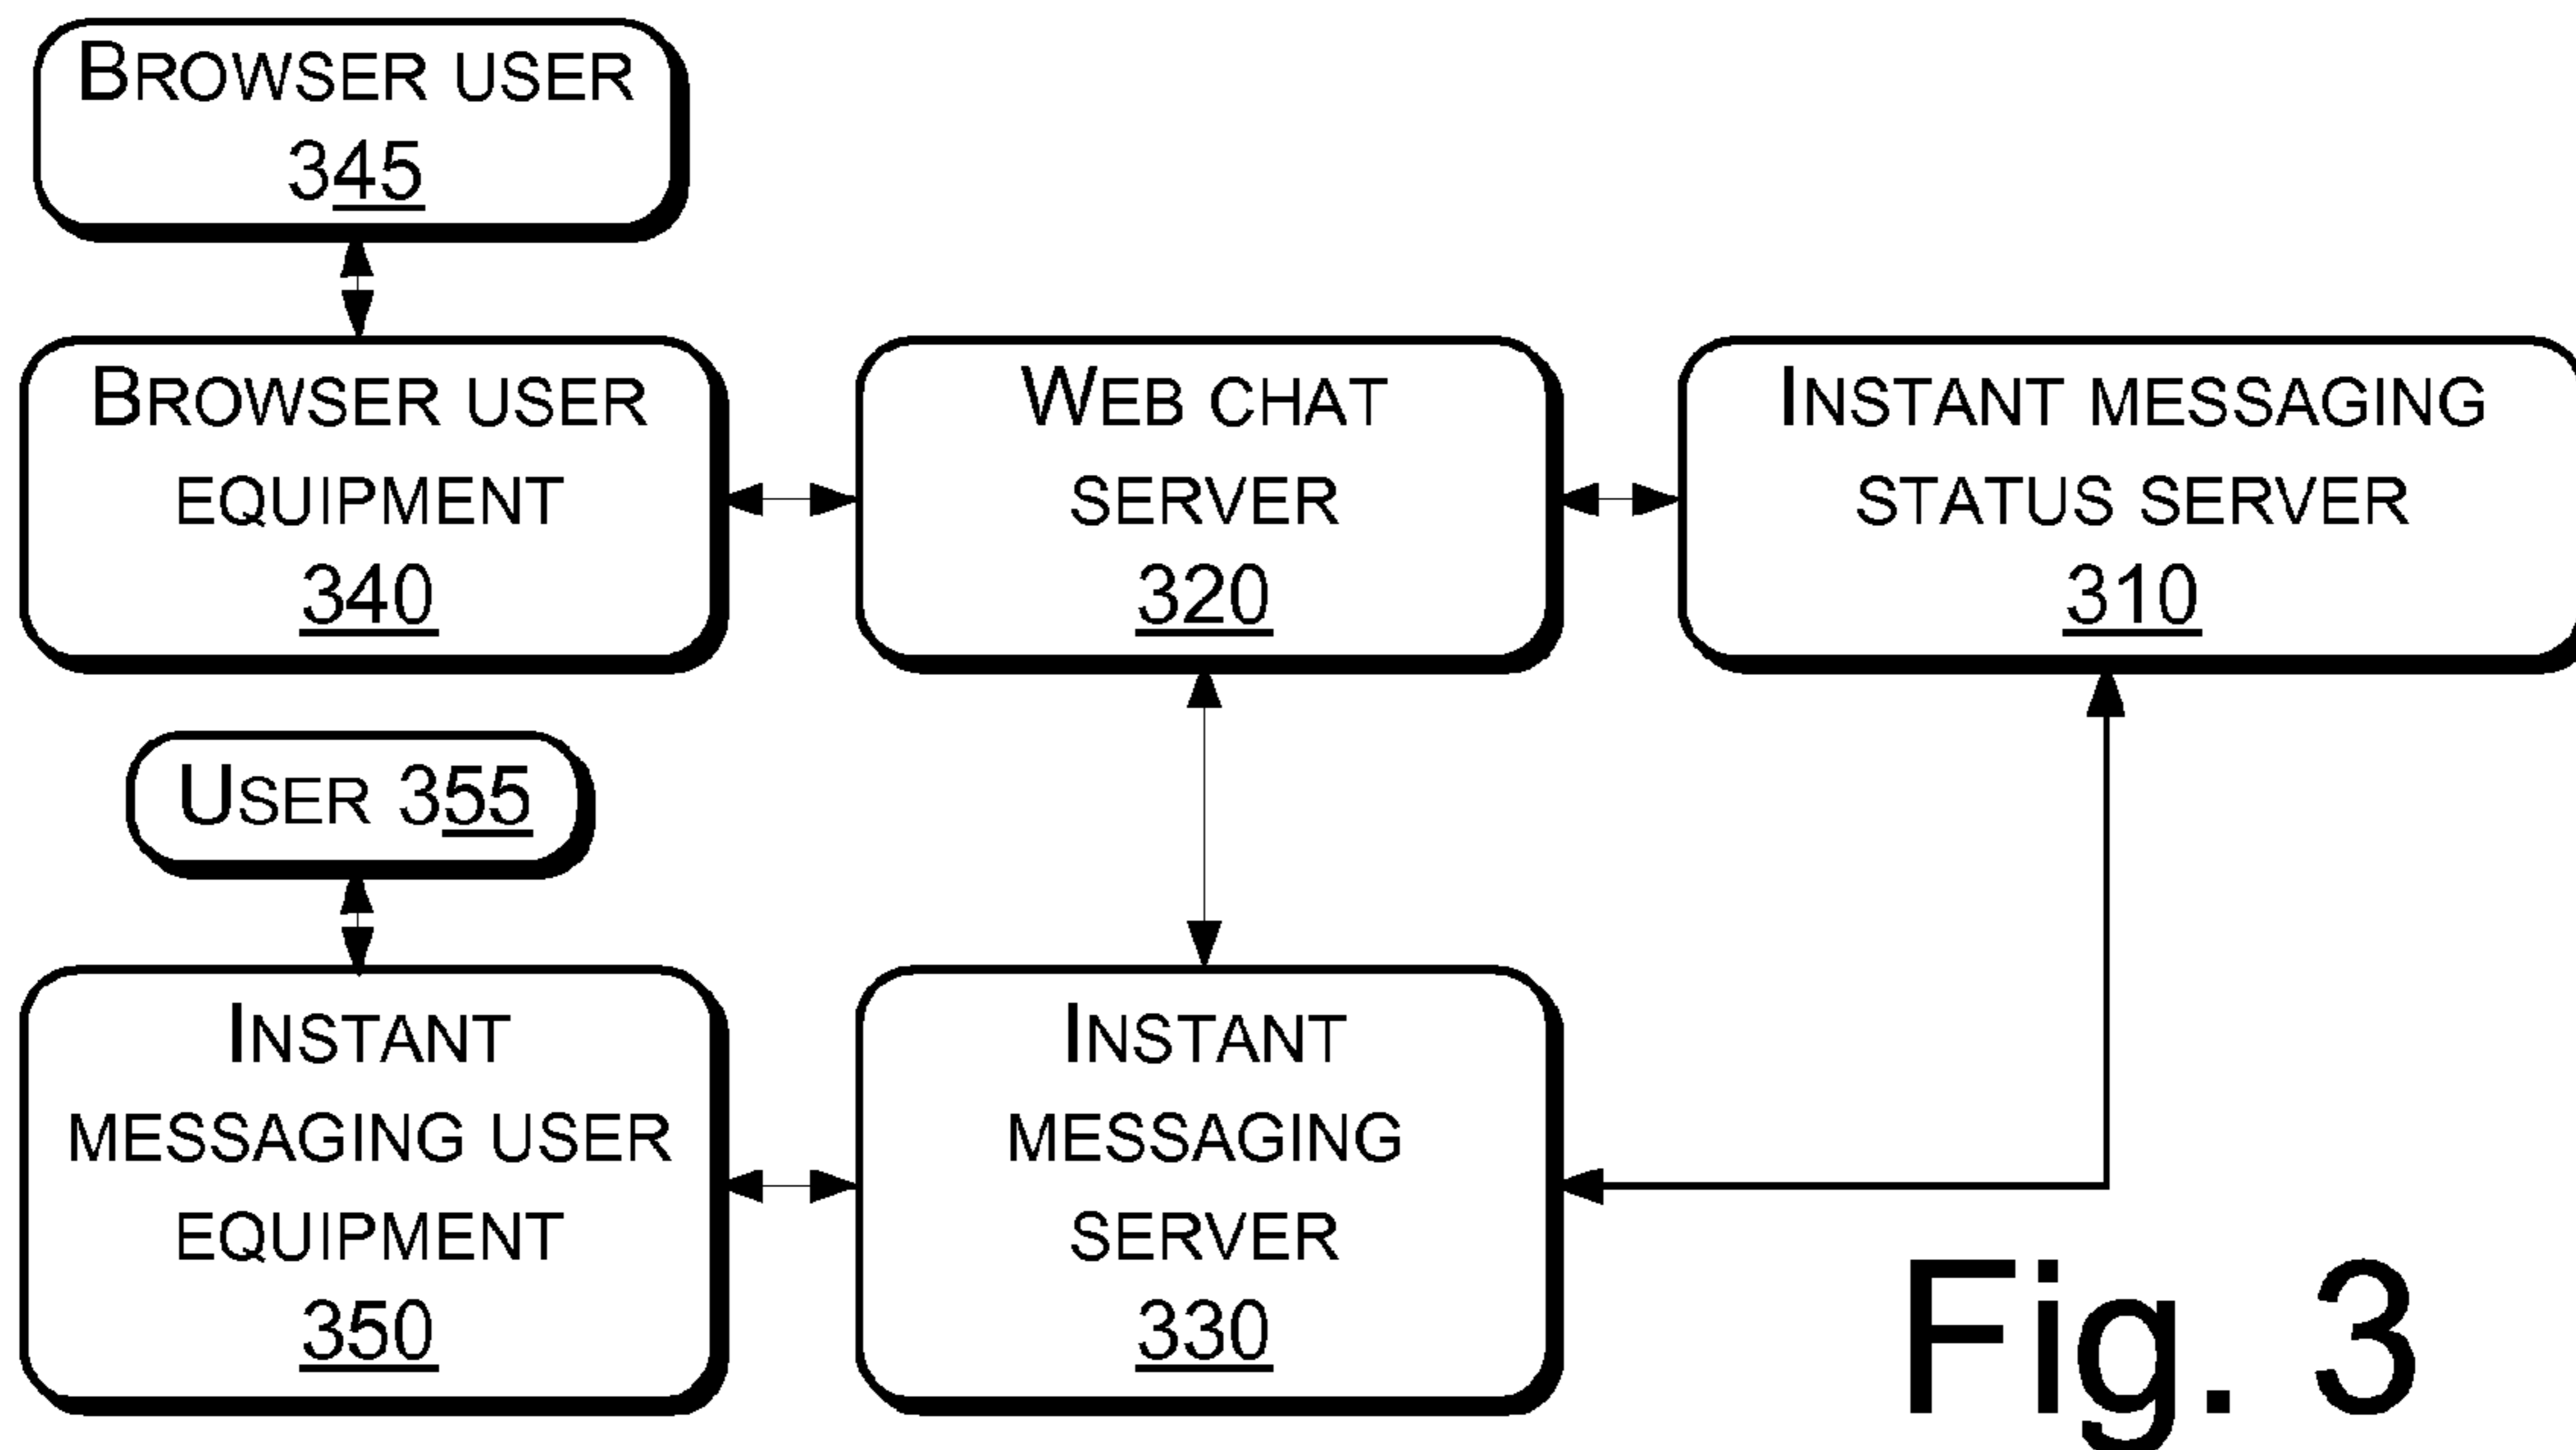 BROWSER USER
345
BROWSER USER
EQUIPMENT
340
WEB CHAT
SERVER
320
INSTANT MESSAGING
STATUS SERVER
310
USER 355
INSTANT
MESSAGING USER
EQUIPMENT
350
INSTANT
MESSAGING
SERVER
330
Fig. 3